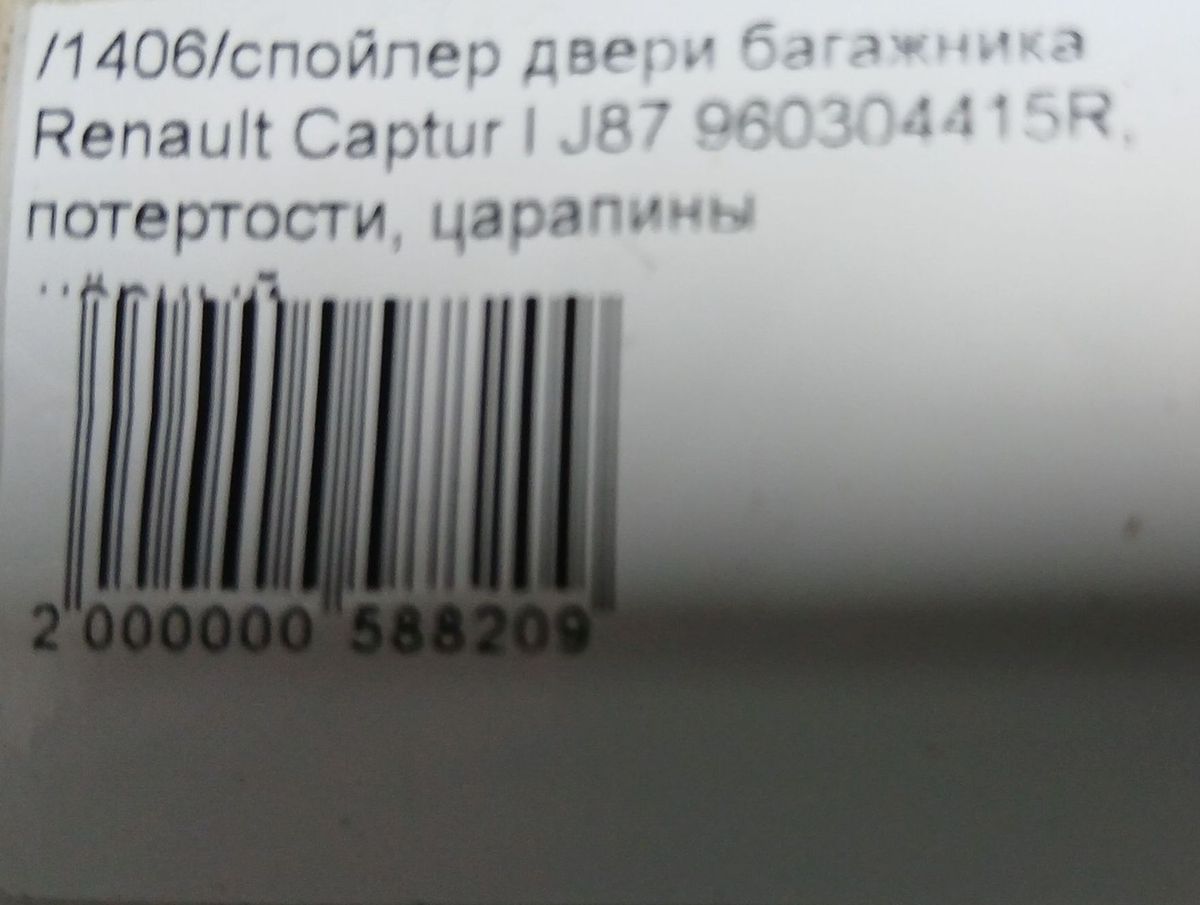 /1406/спойлер двери багажника
Renault Captur I J87 960304415R,
потертости, царапины
2 000000 588209